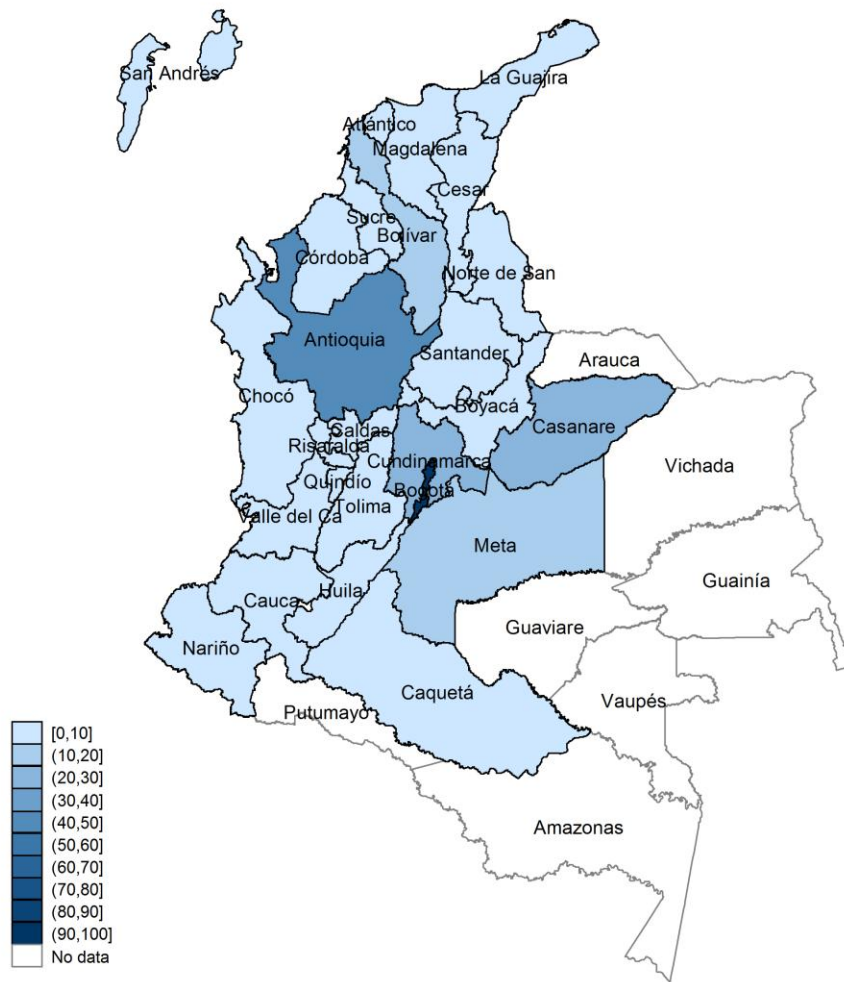 San Andrés
La Guajira
Atlántico
Magdalena
Cesar
Sucre
Bolívar
Córdoba
Norte de San
Antioquia
Santander
Arauca
Chocó
Boyacá
Casanare
Caldas
Risaralda
Cundinamarca
Vichada
Quindío
Bogotá
Tolima
Valle del Ca
Meta
Guainía
Huila
Cauca
Guaviare
Nariño
Caquetá
Vaupés
Putumayo
Amazonas
[0,10]
(10,20]
(20,30]
(30,40]
(40,50]
(50,60]
(60,70]
(70,80]
(80,90]
(90,100]
No data